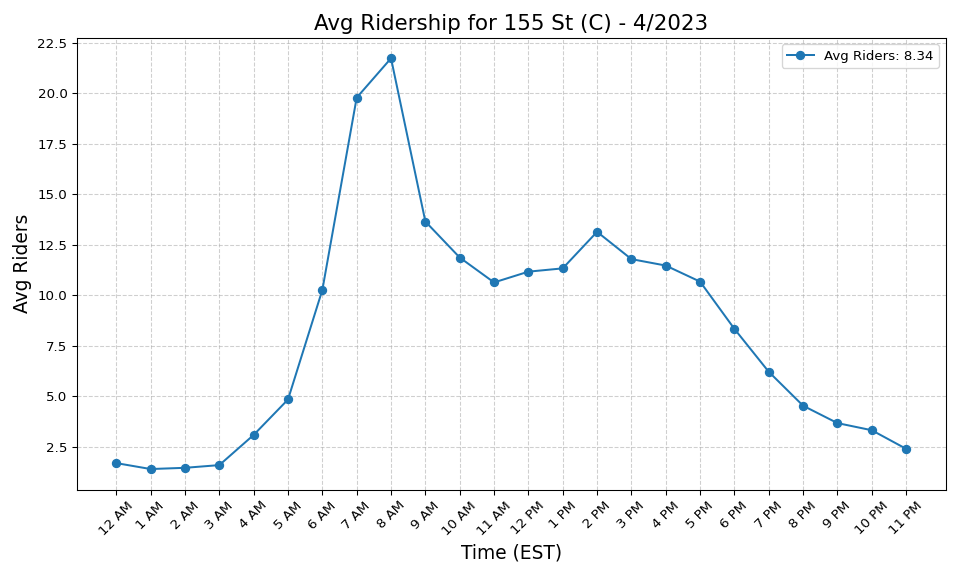 Avg Ridership for 155 St (C) - 4/2023
Avg Riders: 8.34
Avg Riders
22.5
20.0
17.5
15.0
12.5
10.0
7.5
5.0
2.5
12 AM
1 AM
2 AM
3 AM
4 AM
5 AM
6 AM
7 AM
8 AM
9 AM
10 AM
11 AM
12 PM
1 PM
2 PM
3 PM
4 PM
5 PM
6 PM
7 PM
8 PM
9 PM
10 PM
11 PM
Time (EST)